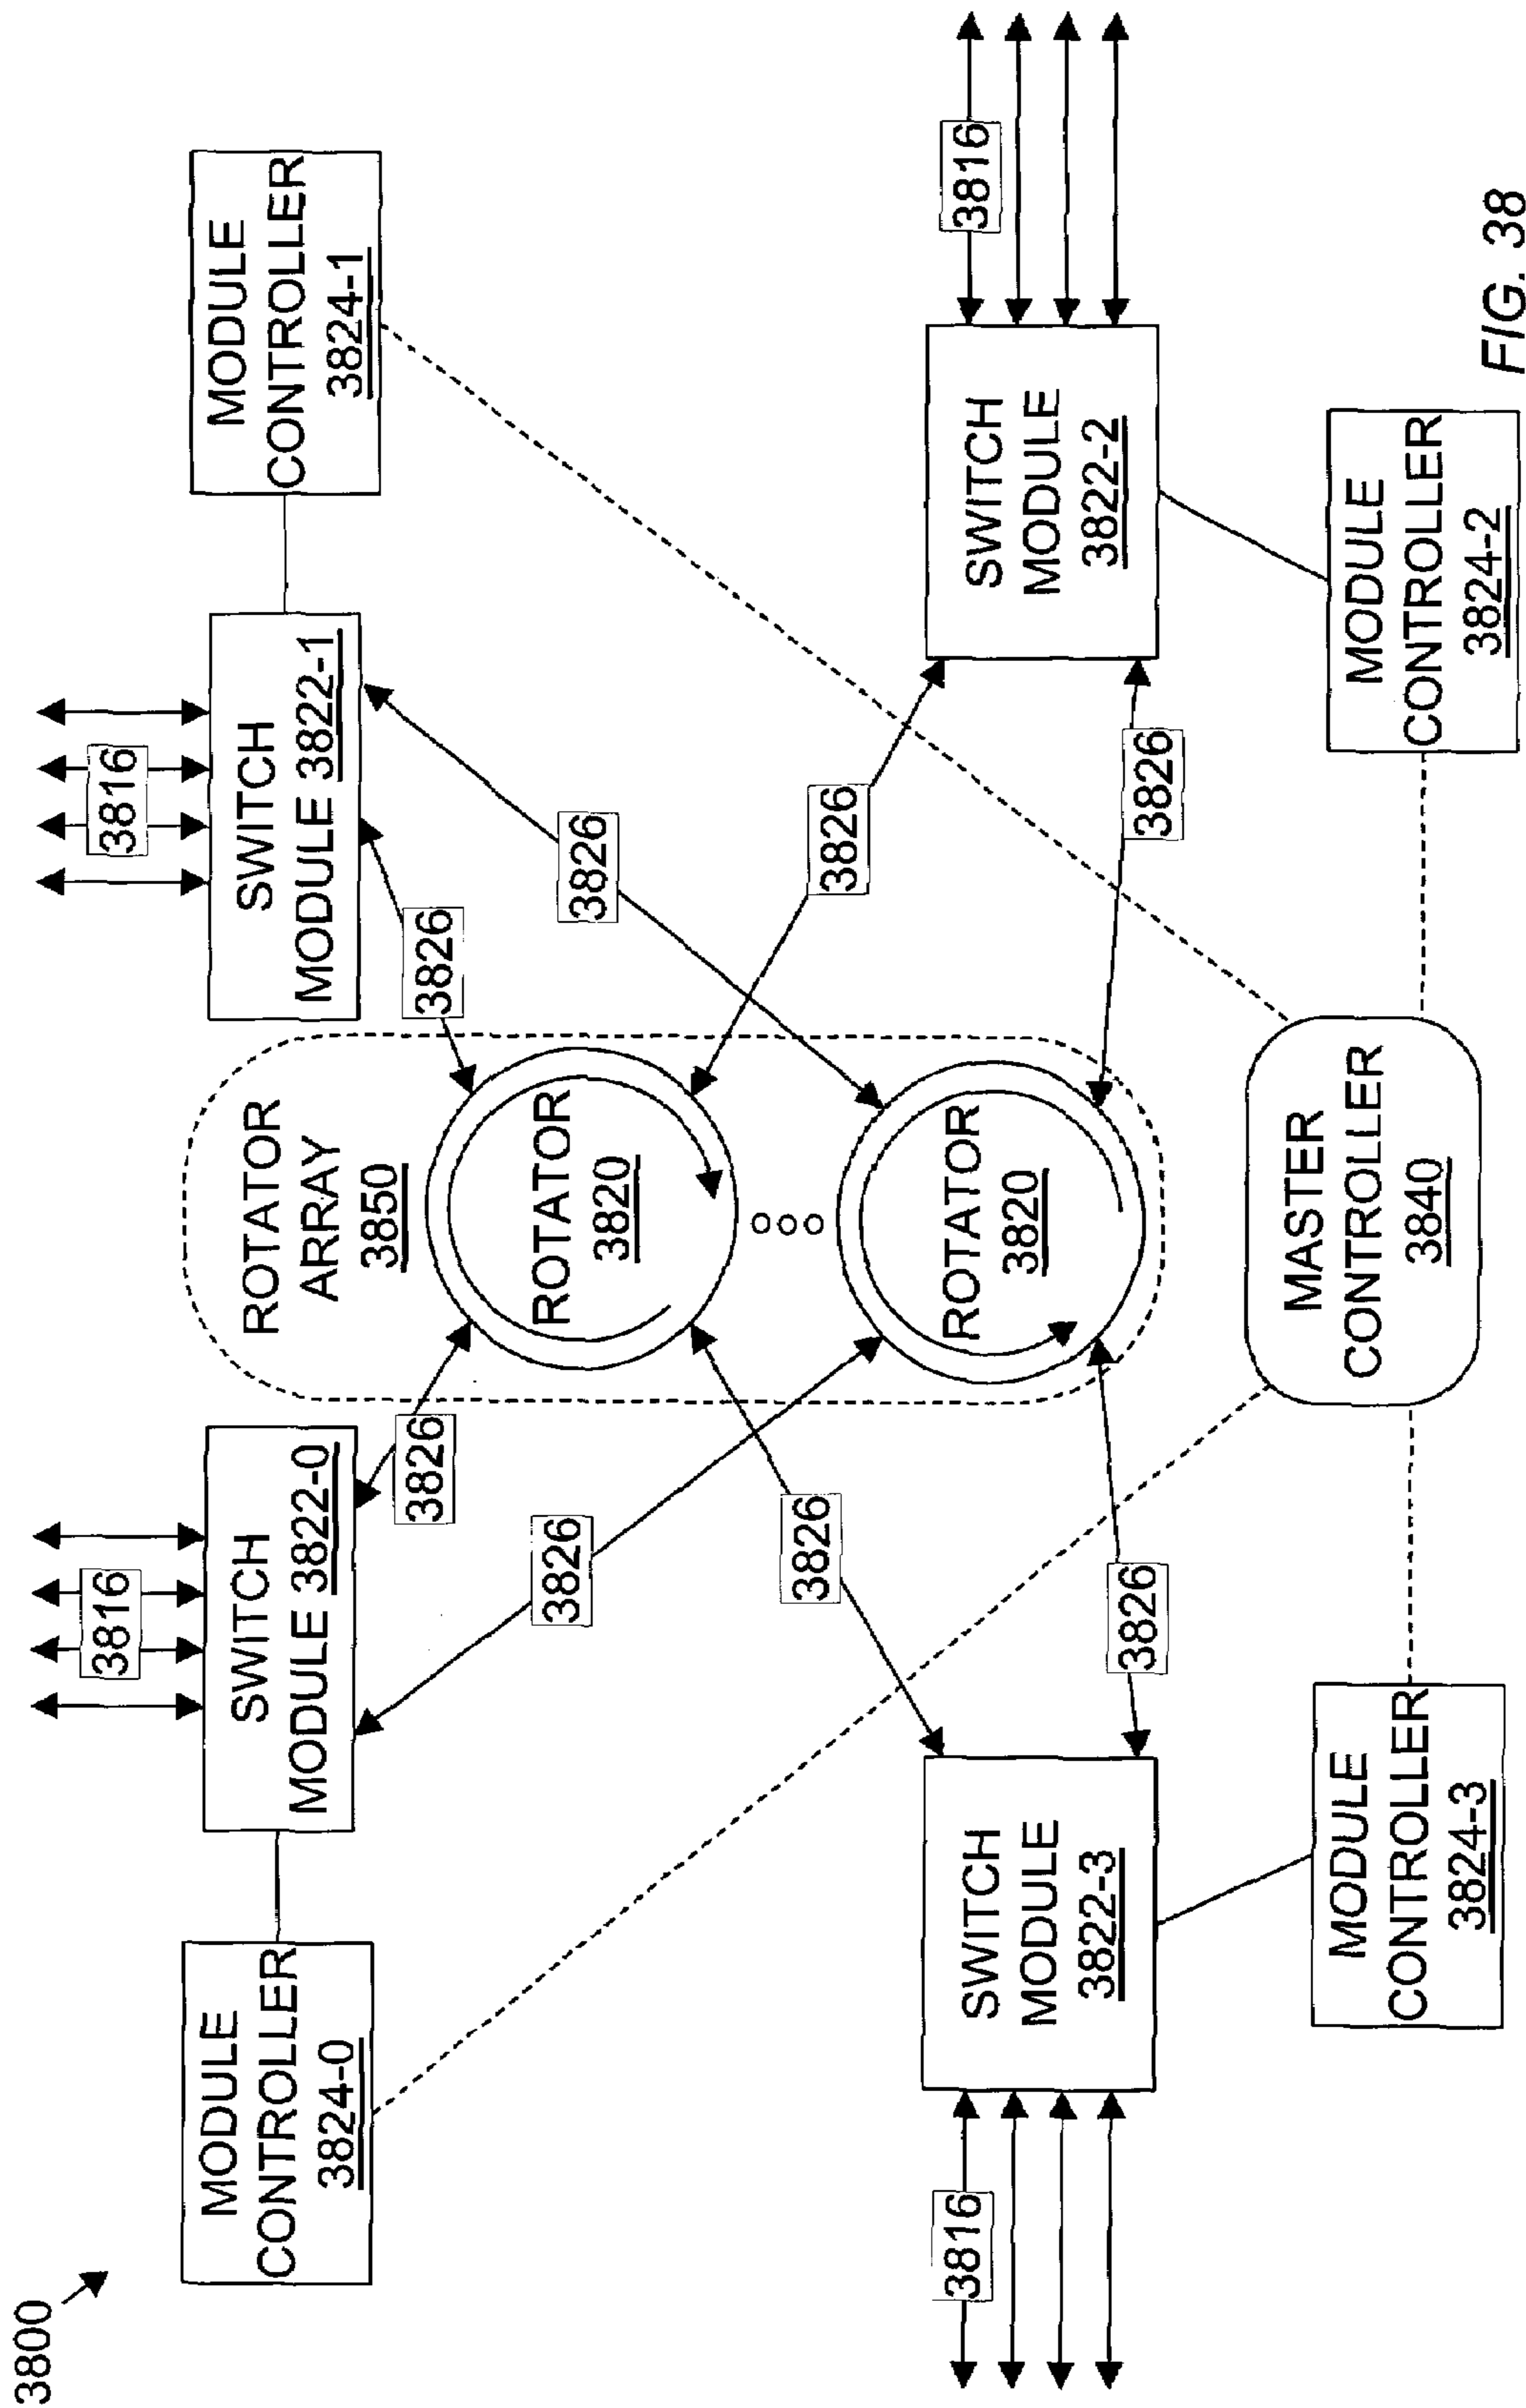 3800
3816
3816
MODULE
CONTROLLER
3824-0
SWITCH
MODULE 3822-0
ROTATOR
ARRAY
3850
SWITCH
MODULE 3822-1
MODULE
CONTROLLER
3824-1
3826
3826
3826
3826
ROTATOR
3820
3826
3826
ROTATOR
3820
3816
SWITCH
MODULE
3822-3
3826
3826
SWITCH
MODULE
3822-2
3816
MODULE
CONTROLLER
3824-3
MASTER
CONTROLLER
3840
MODULE
CONTROLLER
3824-2
FIG. 38